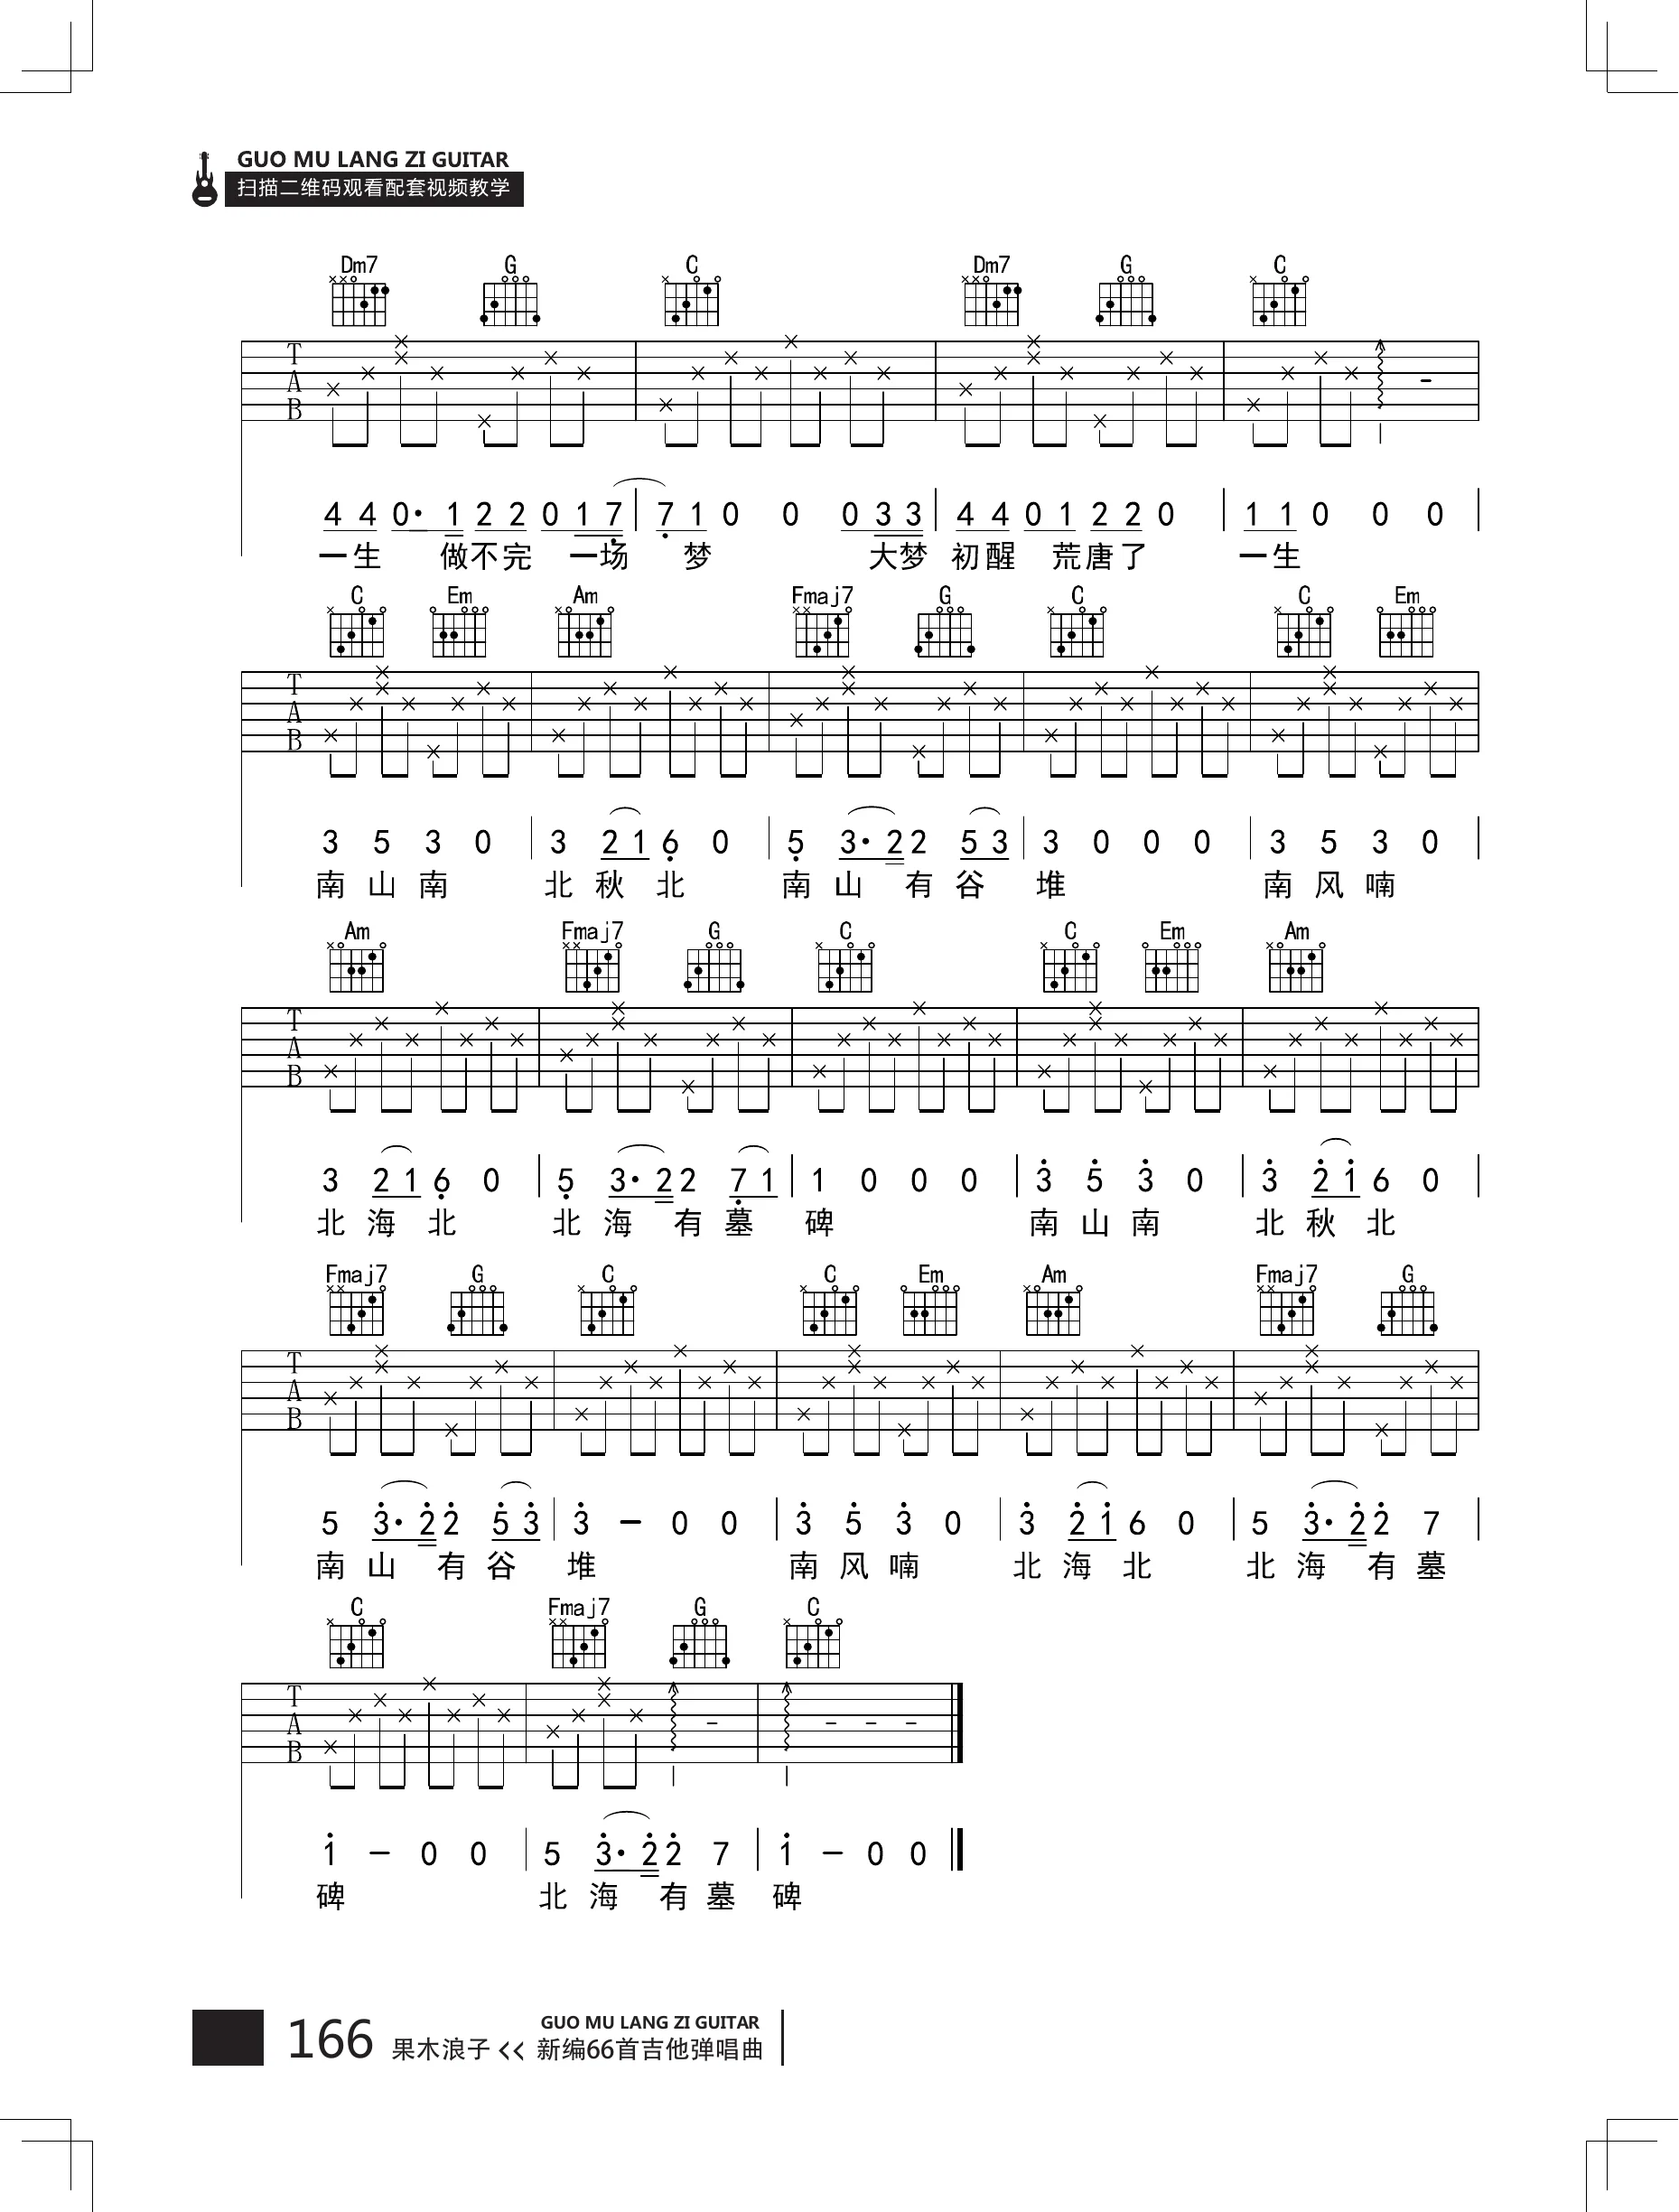 GUO MU LANG ZI GUITAR
扫描二维码观看配套视频教学
Dm7 G C Dm7 G C
T A B
4 4 0· 1 2 2 0 1 7 | 7 1 0 0 0 3 3 | 4 4 0 1 2 2 0 | 1 1 0 0 0 |
一生 做不完 一场 梦 大梦 初醒 荒唐了 一生
C Em Am Fmaj7 G C C Em
T A B
3 5 3 0 | 3 2 1 6 0 | 5 3· 2 2 5 3 | 3 0 0 0 | 3 5 3 0 |
南 山 南 北 秋 北 南 山 有 谷 堆 南 风 喃
Am Fmaj7 G C C Em Am
T A B
3 2 1 6 0 | 5 3· 2 2 7 1 | 1 0 0 0 | 3 5 3 0 | 3 2 1 6 0 |
北 海 北 北 海 有 墓 碑 南 山 南 北 秋 北
Fmaj7 G C C Em Am Fmaj7 G
T A B
5 3· 2 2 5 3 | 3 – 0 0 | 3 5 3 0 | 3 2 1 6 0 | 5 3· 2 2 7 |
南 山 有 谷 堆 南 风 喃 北 海 北 北 海 有 墓
C Fmaj7 G C
T A B
1 – 0 0 | 5 3· 2 2 7 | 1 – 0 0
碑 北 海 有 墓 碑
GUO MU LANG ZI GUITAR
166 果木浪子 << 新编66首吉他弹唱曲